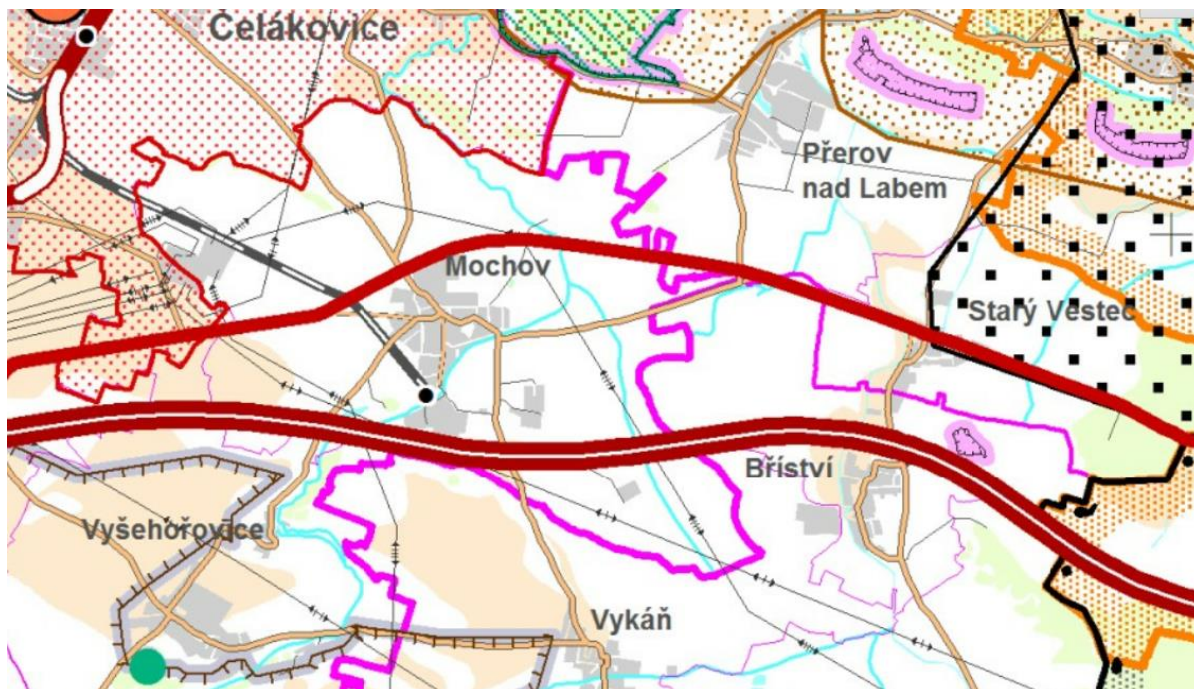 Čelákovice
Přerov
nad Labem
Mochov
Starý Vestec
Bříství
Vyšehořovice
Vykáň